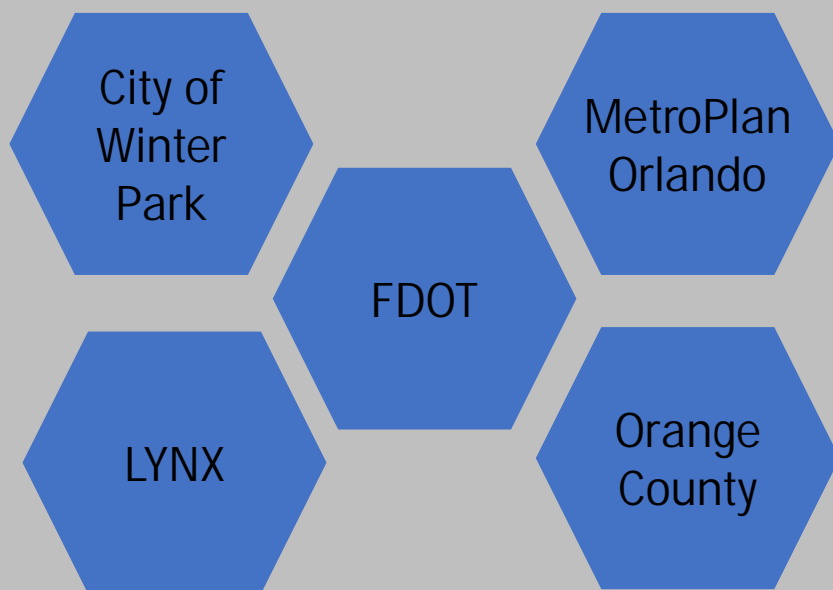 City of
Winter
Park
MetroPlan
Orlando
FDOT
LYNX
Orange
County